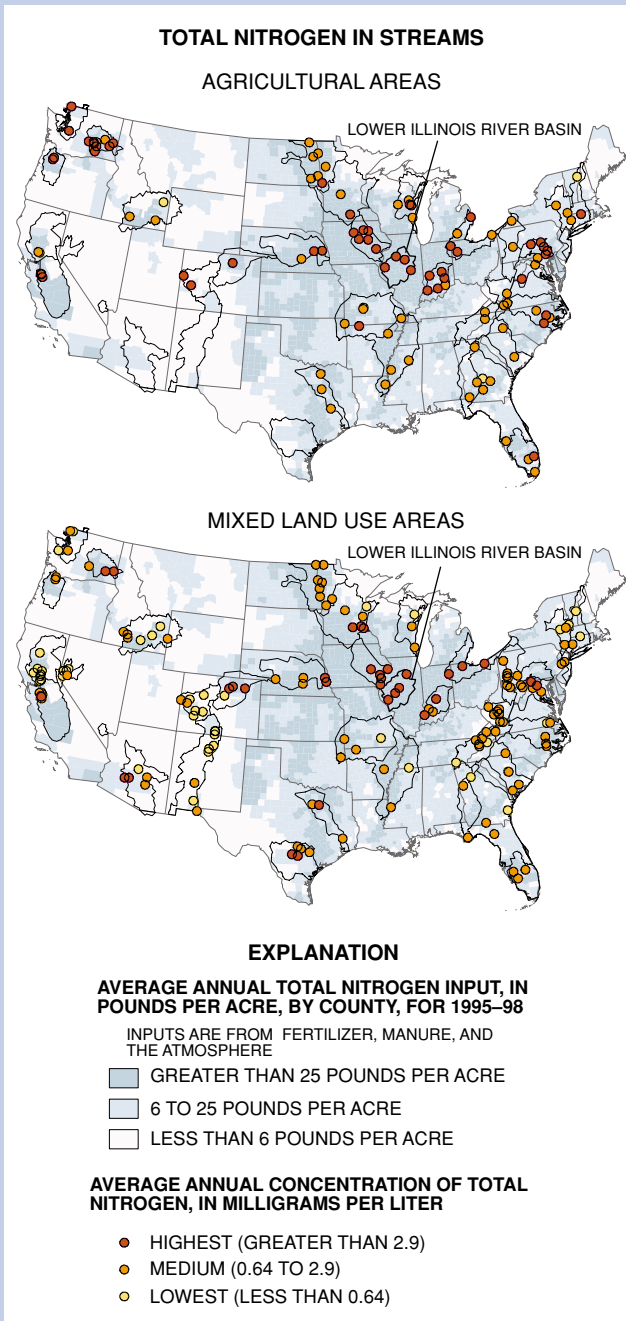 TOTAL NITROGEN IN STREAMS
AGRICULTURAL AREAS
LOWER ILLINOIS RIVER BASIN
MIXED LAND USE AREAS
LOWER ILLINOIS RIVER BASIN
EXPLANATION
AVERAGE ANNUAL TOTAL NITROGEN INPUT, IN
POUNDS PER ACRE, BY COUNTY, FOR 1995–98
INPUTS ARE FROM FERTILIZER, MANURE, AND
THE ATMOSPHERE
GREATER THAN 25 POUNDS PER ACRE
6 TO 25 POUNDS PER ACRE
LESS THAN 6 POUNDS PER ACRE
AVERAGE ANNUAL CONCENTRATION OF TOTAL
NITROGEN, IN MILLIGRAMS PER LITER
HIGHEST (GREATER THAN 2.9)
MEDIUM (0.64 TO 2.9)
LOWEST (LESS THAN 0.64)